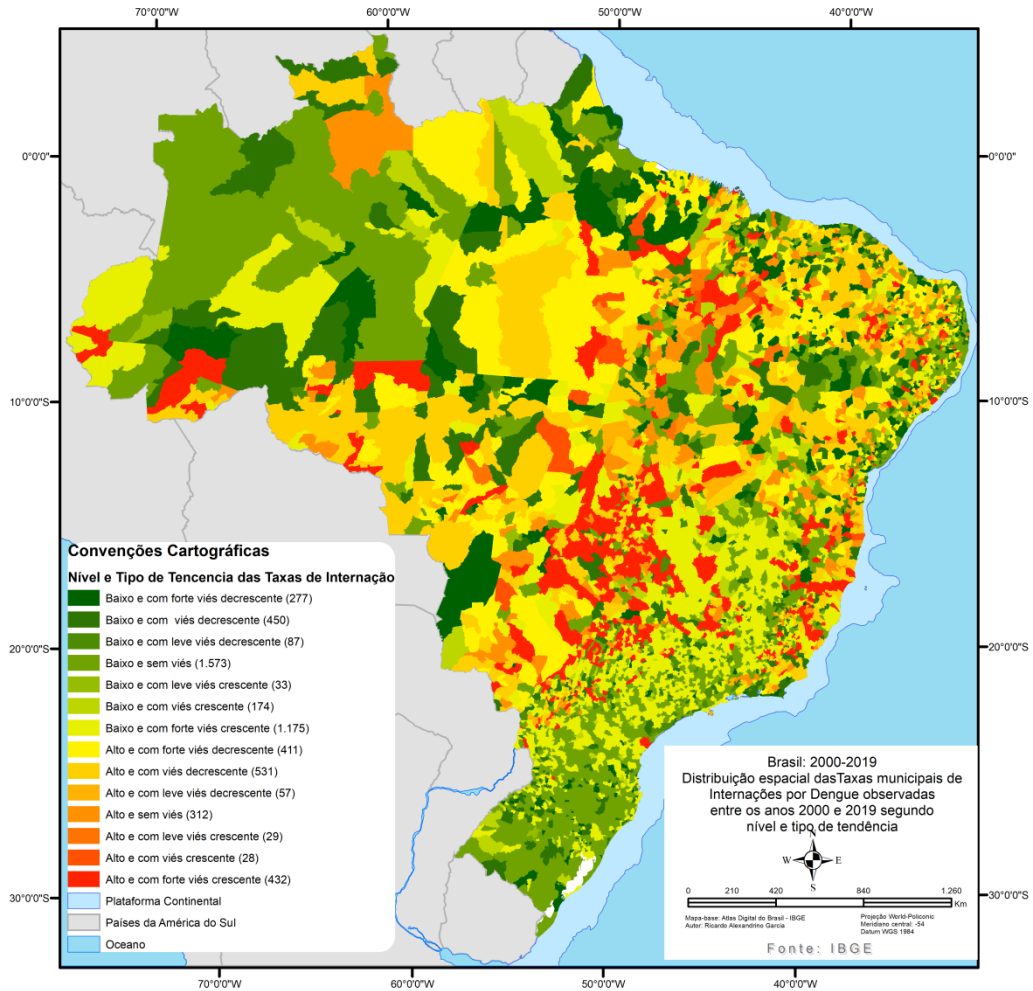 70°0'0"W
60°0'0"W
50°0'0"W
40°0'0"W
0°0'0"
0°0'0"
10°0'0"S
10°0'0"S
20°0'0"S
20°0'0"S
30°0'0"S
30°0'0"S
Convenções Cartográficas
Nível e Tipo de Tencencia das Taxas de Internação
Baixo e com forte viés decrescente (277)
Baixo e com viés decrescente (450)
Baixo e com leve viés decrescente (87)
Baixo e sem viés (1.573)
Baixo e com leve viés crescente (33)
Baixo e com viés crescente (174)
Baixo e com forte viés crescente (1.175)
Alto e com forte viés decrescente (411)
Alto e com viés decrescente (531)
Alto e com leve viés decrescente (57)
Alto e sem viés (312)
Alto e com leve viés crescente (29)
Alto e com viés crescente (28)
Alto e com forte viés crescente (432)
Plataforma Continental
Países da América do Sul
Oceano
Brasil: 2000-2019
Distribuição espacial dasTaxas municipais de
Internações por Dengue observadas
entre os anos 2000 e 2019 segundo
nível e tipo de tendência
N
W E
S
0 210 420 840 1.260
Km
Mapa-base: Atlas Digital do Brasil - IBGE
Autor: Ricardo Alexandrino Garcia
Projeção World-Policonic
Meridiano central: -54
Datum WGS 1984
Fonte: IBGE
70°0'0"W
60°0'0"W
50°0'0"W
40°0'0"W